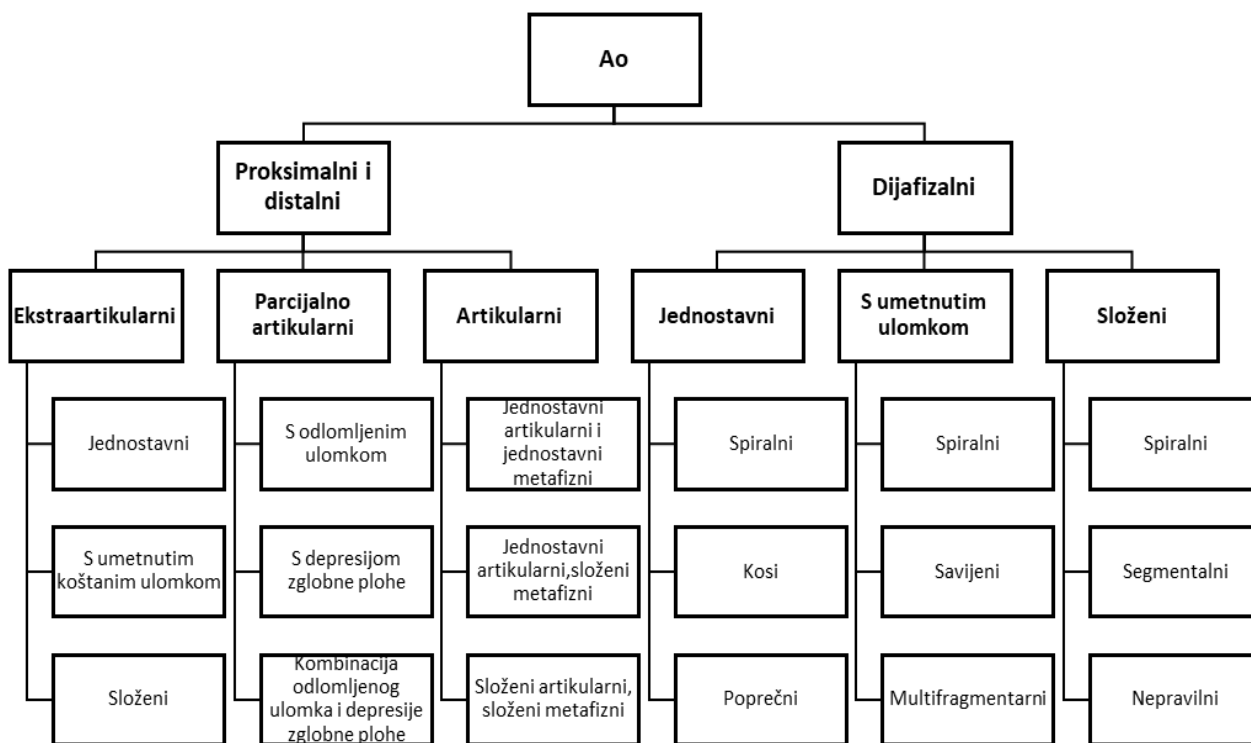 Ao
Proksimalni i
distalni
Dijafizalni
Ekstraartikularni
Parcijalno
artikularni
Artikularni
Jednostavni
S umetnutim
ulomkom
Složeni
Jednostavni
S umetnutim
koštanim ulomkom
Složeni
S odlomljenim
ulomkom
S depresijom
zglobne plohe
Kombinacija
odlomljenog
ulomka i depresije
zglobne plohe
Jednostavni
artikularni i
jednostavni
metafizni
Jednostavni
artikularni,složeni
metafizni
Složeni artikularni,
složeni metafizni
Spiralni
Kosi
Poprečni
Spiralni
Savijeni
Multifragmentarni
Spiralni
Segmentalni
Nepravilni